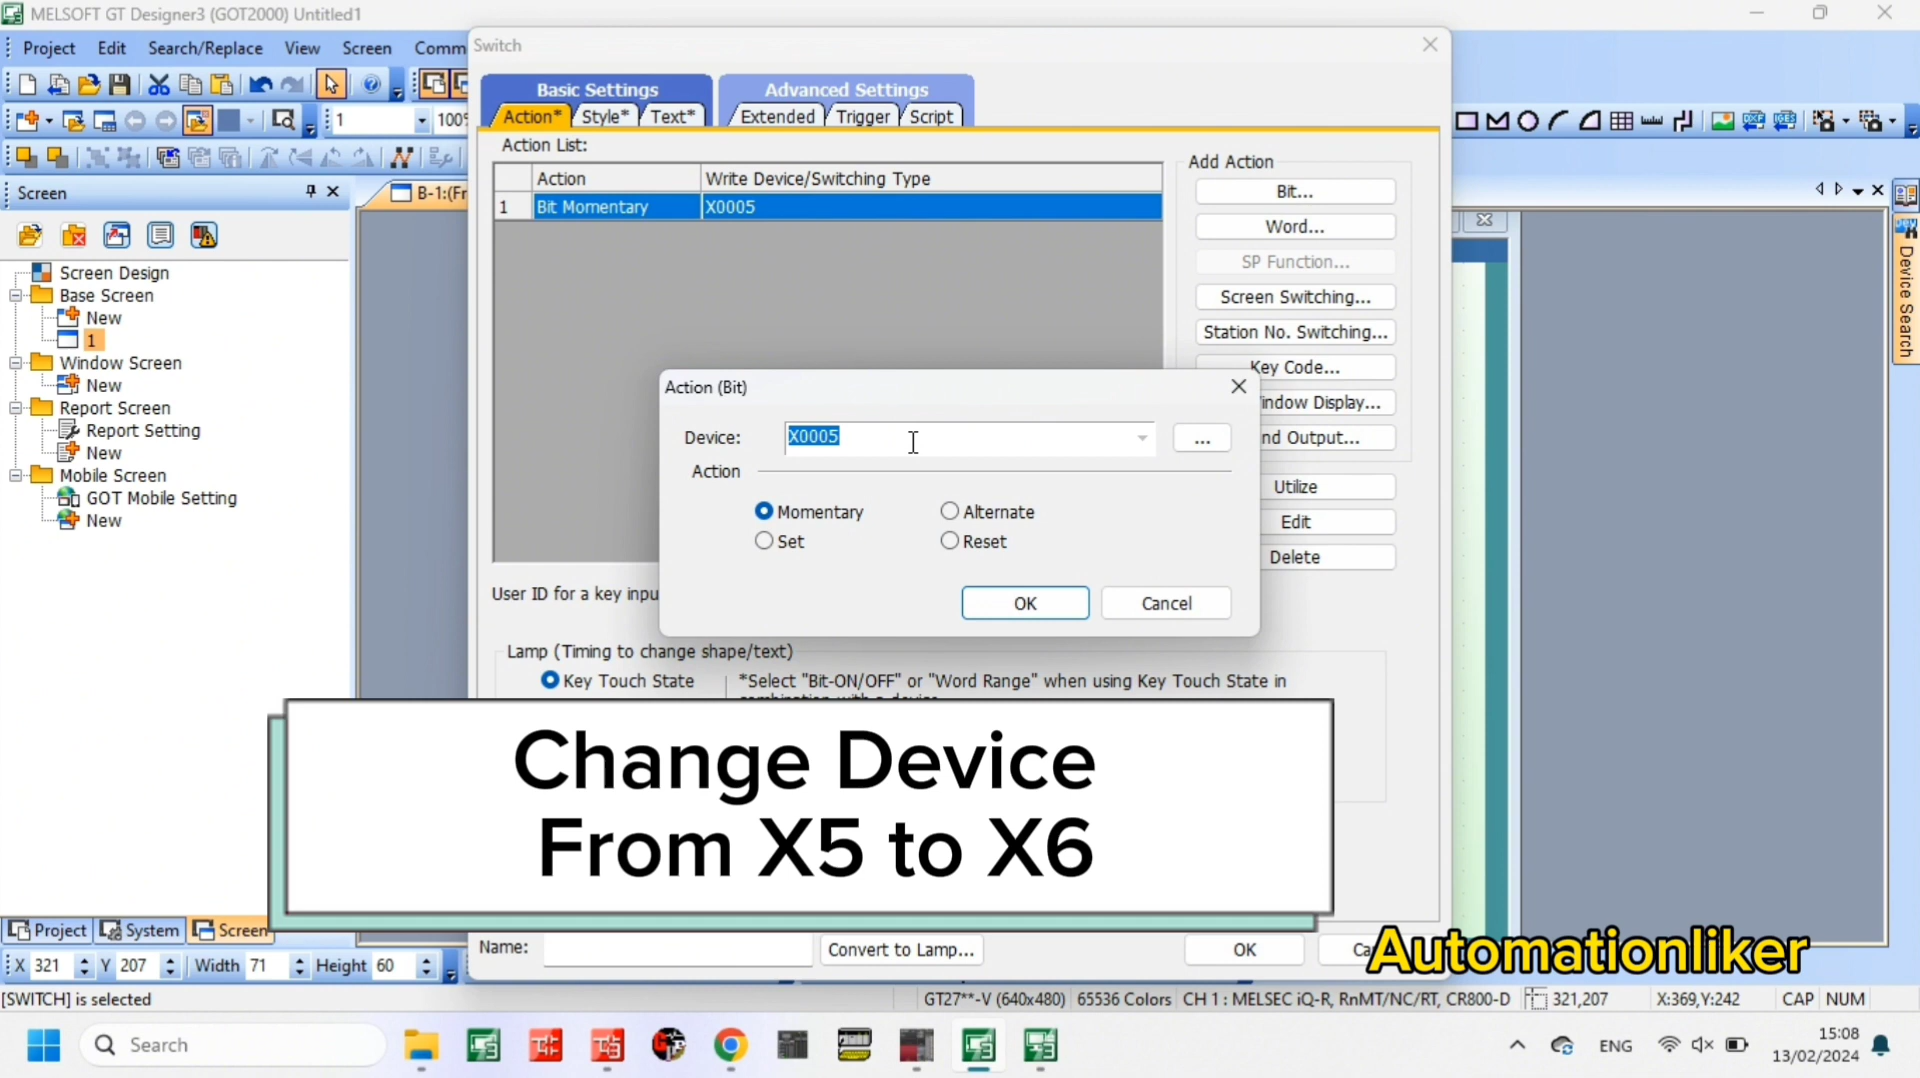 MELSOFT GT Designer3 (GOT2000) Untitled1
Project Edit Search/Replace View Screen Comm
1 100%
Screen
B-1:(Fr
Screen Design
Base Screen
New
1
Window Screen
New
Report Screen
Report Setting
New
Mobile Screen
GOT Mobile Setting
New
Project System Screen
X 321 Y 207 Width 71 Height 60
[SWITCH] is selected
Switch
Basic Settings Advanced Settings
Action* Style* Text* Extended Trigger Script
Action List:
Action Write Device/Switching Type
1 Bit Momentary X0005
Add Action
Bit...
Word...
SP Function...
Screen Switching...
Station No. Switching...
Key Code...
indow Display...
nd Output...
Utilize
Edit
Delete
Action (Bit)
Device: X0005 ...
Action
Momentary Alternate
Set Reset
OK Cancel
User ID for a key inpu
Lamp (Timing to change shape/text)
Key Touch State *Select "Bit-ON/OFF" or "Word Range" when using Key Touch State in
Change Device
From X5 to X6
Name: Convert to Lamp... OK Ca
Automationliker
Device Search
GT27**-V (640x480) 65536 Colors CH 1 : MELSEC iQ-R, RnMT/NC/RT, CR800-D 321,207 X:369,Y:242 CAP NUM
Search
ENG
15:08
13/02/2024